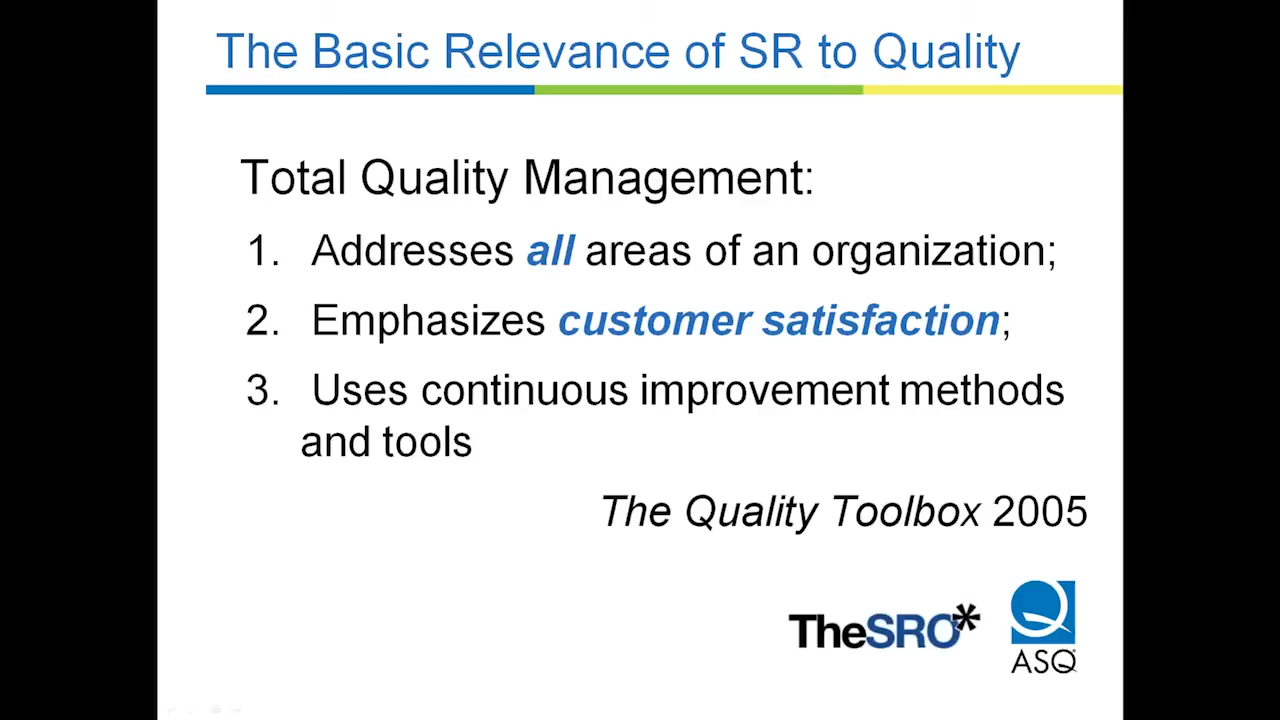 The Basic Relevance of SR to Quality
Total Quality Management:
1. Addresses all areas of an organization;
2. Emphasizes customer satisfaction;
3. Uses continuous improvement methods
and tools
The Quality Toolbox 2005
TheSRO*
ASQ